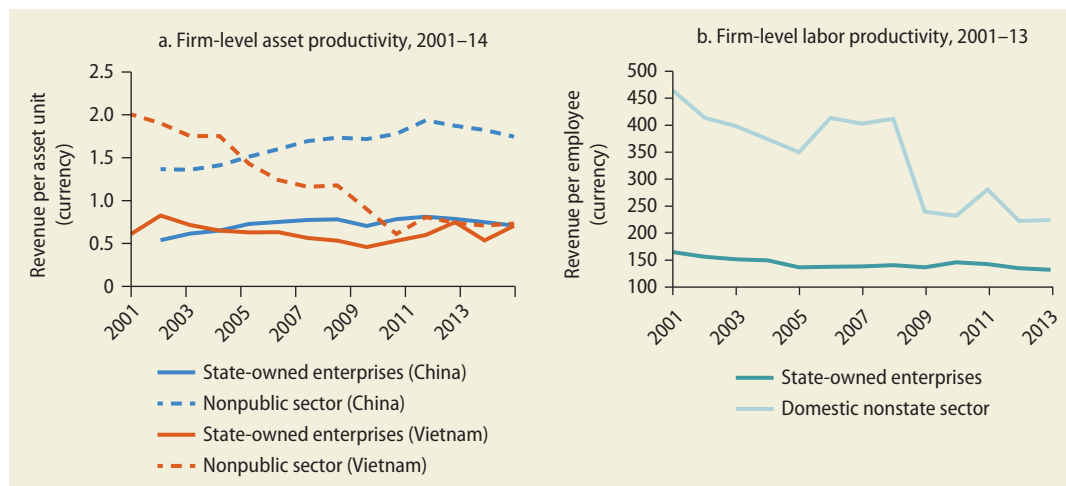 a. Firm-level asset productivity, 2001–14
Revenue per asset unit
(currency)
2.5
2.0
1.5
1.0
0.5
0
2001
2003
2005
2007
2009
2011
2013
State-owned enterprises (China)
Nonpublic sector (China)
State-owned enterprises (Vietnam)
Nonpublic sector (Vietnam)
b. Firm-level labor productivity, 2001–13
Revenue per employee
(currency)
500
450
400
350
300
250
200
150
100
2001
2003
2005
2007
2009
2011
2013
State-owned enterprises
Domestic nonstate sector